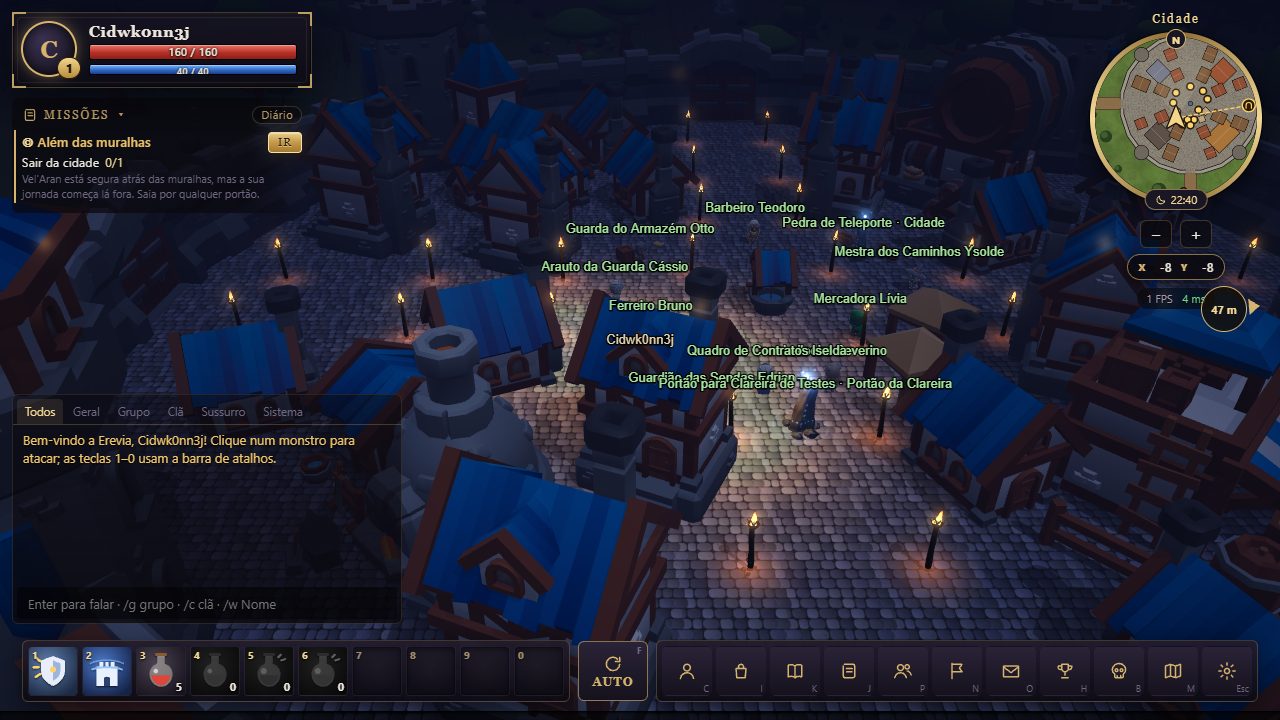 Cidwkonn3j
C
1
160 / 160
40 / 40
MISSÕES
Diário
Além das muralhas
IR
Sair da cidade 0/1
Vel'Aran está segura atrás das muralhas, mas a sua
jornada começa lá fora. Saia por qualquer portão.
Cidade
N
22:40
− +
X -8 Y -8
1 FPS 4 ms
47 m
Barbeiro Teodoro
Pedra de Teleporte · Cidade
Guarda do Armazém Otto
Mestra dos Caminhos Ysolde
Arauto da Guarda Cássio
Mercadora Lívia
Ferreiro Bruno
Cidwk0nn3j
Quadro de Contratos
Guardião das Sendas Edrian
Portão para Clareira de Testes · Portão da Clareira
Todos Geral Grupo Clã Sussurro Sistema
Bem-vindo a Erevia, Cidwk0nn3j! Clique num monstro para
atacar; as teclas 1–0 usam a barra de atalhos.
Enter para falar · /g grupo · /c clã · /w Nome
1 2 3 4 5 6 7 8 9 0
5 0 0 0
F
AUTO
C I K J P N O H B M Esc